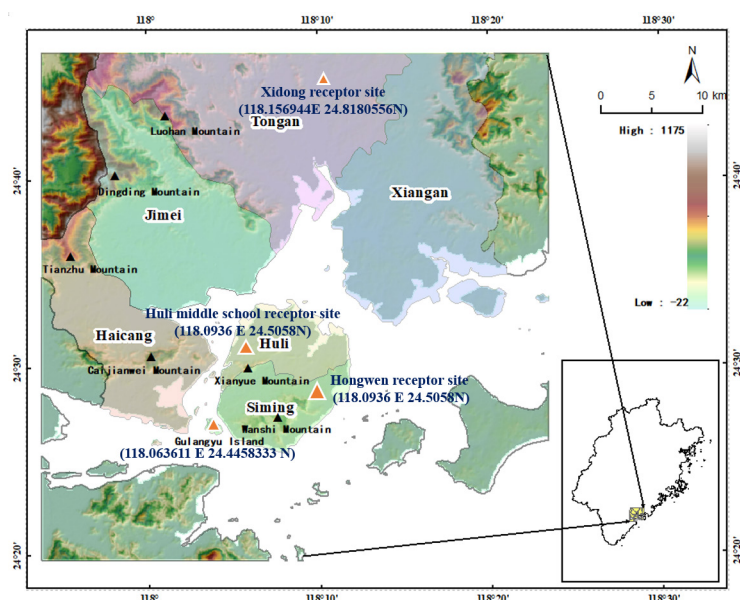 118°
118°10′
118°20′
118°30′
N
0 5 10 km
High : 1175
Low : -22
Xidong receptor site
(118.156944E 24.8180556N)
Tongan
Luohan Mountain
24°40′
24°40′
Dingding Mountain
Xiangan
Jimei
Tianzhu Mountain
Huli middle school receptor site
(118.0936 E 24.5058N)
Haicang
Huli
24°30′
24°30′
Caijianwei Mountain
Xianyue Mountain
Hongwen receptor site
(118.0936 E 24.5058N)
Siming
Wanshi Mountain
Gulangyu Island
(118.063611 E 24.4458333 N)
24°20′
24°20′
118°
118°10′
118°20′
118°30′